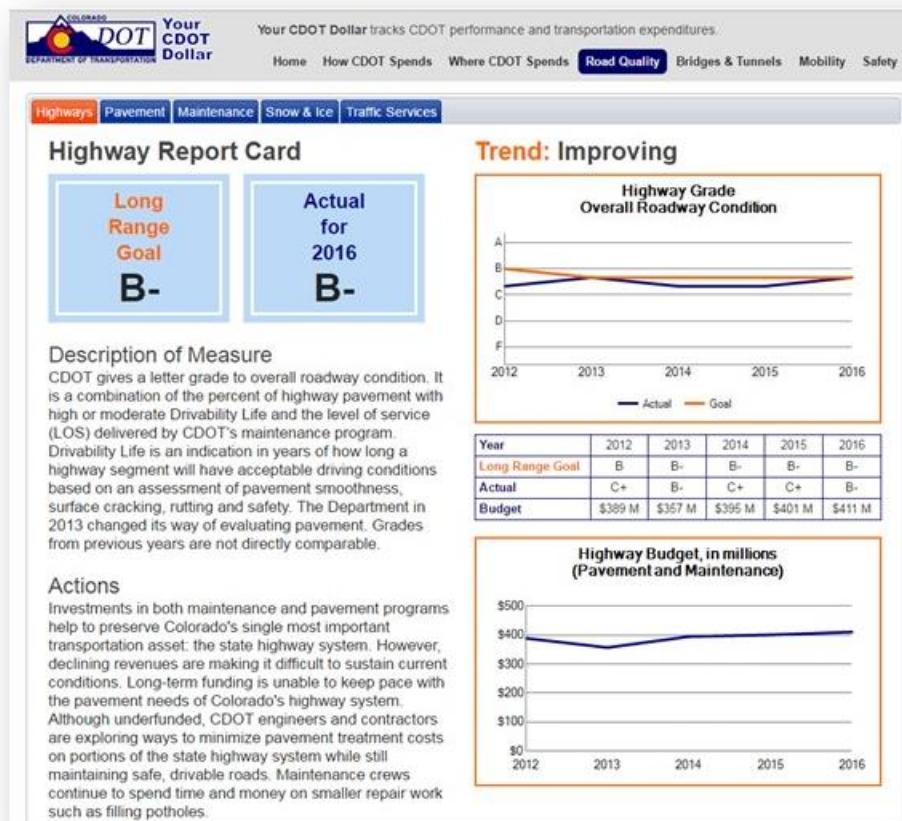 COLORADO
DOT
DEPARTMENT OF TRANSPORTATION
Your
CDOT
Dollar
Your CDOT Dollar tracks CDOT performance and transportation expenditures.
Home How CDOT Spends Where CDOT Spends Road Quality Bridges & Tunnels Mobility Safety
Highways Pavement Maintenance Snow & Ice Traffic Services
Highway Report Card
Long
Range
Goal
B-
Actual
for
2016
B-
Description of Measure
CDOT gives a letter grade to overall roadway condition. It
is a combination of the percent of highway pavement with
high or moderate Drivability Life and the level of service
(LOS) delivered by CDOT's maintenance program.
Drivability Life is an indication in years of how long a
highway segment will have acceptable driving conditions
based on an assessment of pavement smoothness,
surface cracking, rutting and safety. The Department in
2013 changed its way of evaluating pavement. Grades
from previous years are not directly comparable.
Actions
Investments in both maintenance and pavement programs
help to preserve Colorado's single most important
transportation asset: the state highway system. However,
declining revenues are making it difficult to sustain current
conditions. Long-term funding is unable to keep pace with
the pavement needs of Colorado's highway system.
Although underfunded, CDOT engineers and contractors
are exploring ways to minimize pavement treatment costs
on portions of the state highway system while still
maintaining safe, drivable roads. Maintenance crews
continue to spend time and money on smaller repair work
such as filling potholes.
Trend: Improving
Highway Grade
Overall Roadway Condition
A
B
C
D
F
2012 2013 2014 2015 2016
Actual Goal
Year 2012 2013 2014 2015 2016
Long Range Goal B B- B- B- B-
Actual C+ B- C+ C+ B-
Budget $389 M $357 M $395 M $401 M $411 M
Highway Budget, in millions
(Pavement and Maintenance)
$500
$400
$300
$200
$100
$0
2012 2013 2014 2015 2016